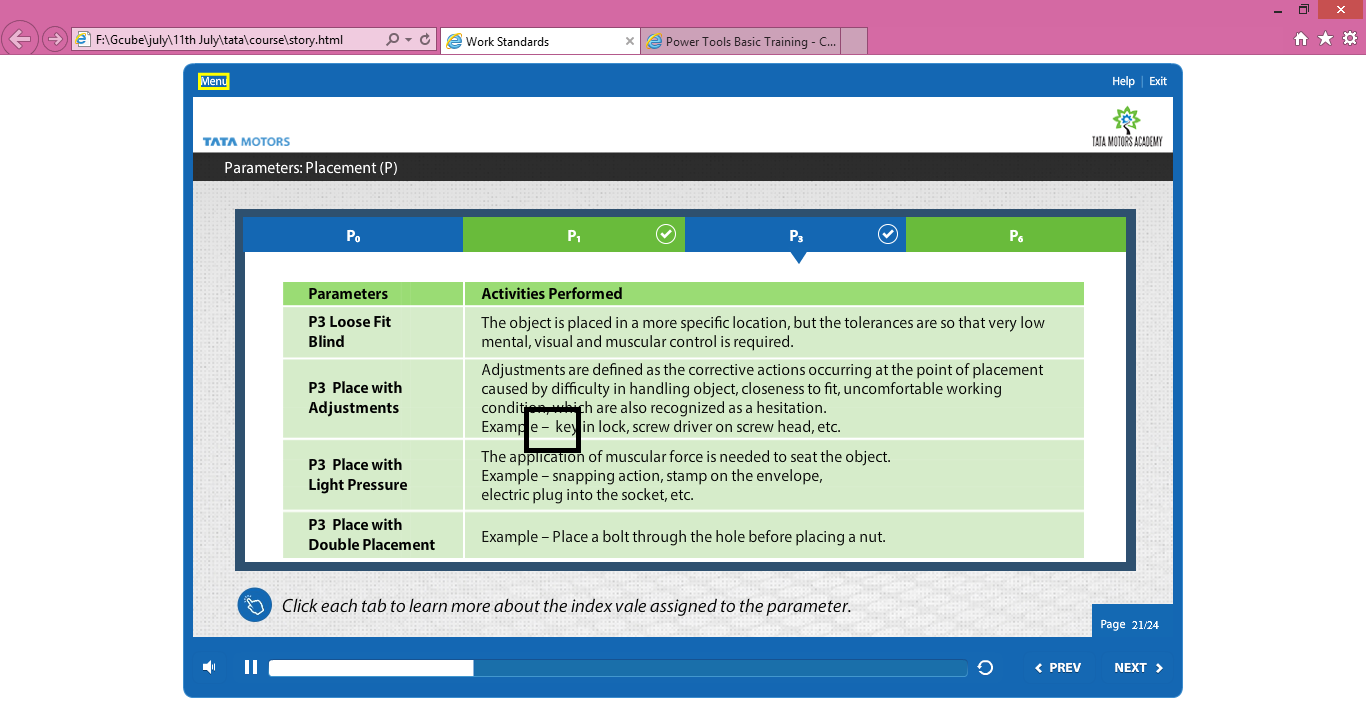 F:\Gcube\july\11th July\tata\course\story.html
Work Standards
Power Tools Basic Training - C...
Menu
Help | Exit
TATA MOTORS
TATA MOTORS ACADEMY
Parameters: Placement (P)
P₀ P₁ P₃ P₆
Parameters Activities Performed
P3 Loose Fit
Blind
The object is placed in a more specific location, but the tolerances are so that very low
mental, visual and muscular control is required.
P3 Place with
Adjustments
Adjustments are defined as the corrective actions occurring at the point of placement
caused by difficulty in handling object, closeness to fit, uncomfortable working
condition, which are also recognized as a hesitation.
Example – key in lock, screw driver on screw head, etc.
P3 Place with
Light Pressure
The application of muscular force is needed to seat the object.
Example – snapping action, stamp on the envelope,
electric plug into the socket, etc.
P3 Place with
Double Placement
Example – Place a bolt through the hole before placing a nut.
Click each tab to learn more about the index vale assigned to the parameter.
Page 21/24
PREV NEXT